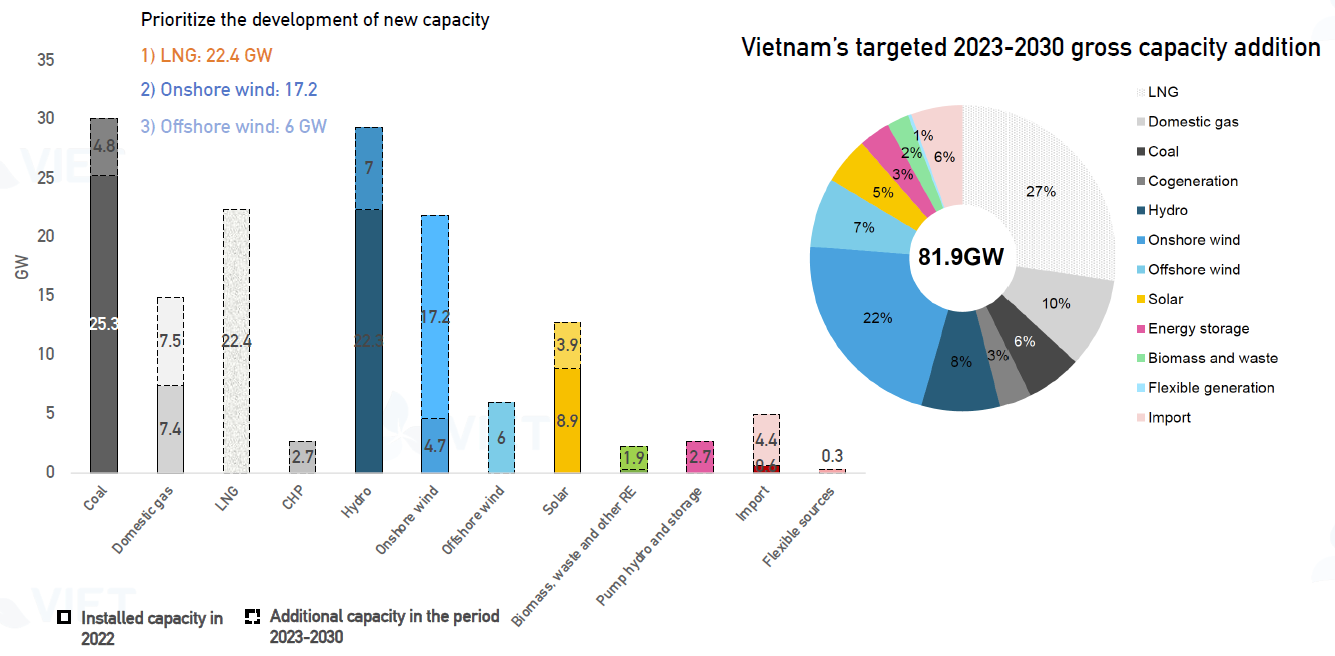 Prioritize the development of new capacity
1) LNG: 22.4 GW
2) Onshore wind: 17.2
3) Offshore wind: 6 GW
Vietnam's targeted 2023-2030 gross capacity addition
35
30
25
20
15
10
5
0
GW
4.8
25.3
7.5
7.4
22.4
2.7
7
22.3
17.2
4.7
6
3.9
8.9
1.9
2.7
4.4
0.6
0.3
Coal
Domestic gas
LNG
CHP
Hydro
Onshore wind
Offshore wind
Solar
Biomass, waste and other RE
Pump hydro and storage
Import
Flexible sources
Installed capacity in
2022
Additional capacity in the period
2023-2030
27%
10%
6%
3%
8%
22%
7%
5%
3%
2%
1%
6%
81.9GW
LNG
Domestic gas
Coal
Cogeneration
Hydro
Onshore wind
Offshore wind
Solar
Energy storage
Biomass and waste
Flexible generation
Import
VIET
VIET
VIET